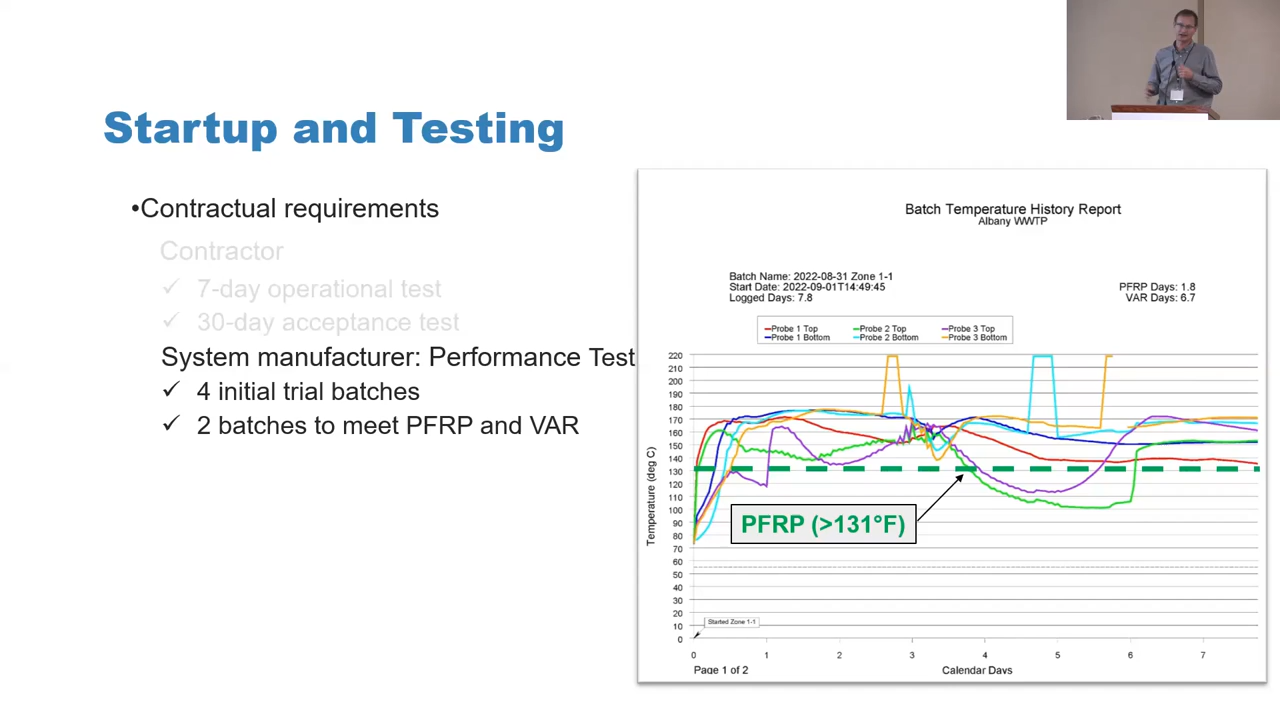 Startup and Testing
•Contractual requirements
Contractor
✓ 7-day operational test
✓ 30-day acceptance test
System manufacturer: Performance Test
✓ 4 initial trial batches
✓ 2 batches to meet PFRP and VAR
Batch Temperature History Report
Albany WWTP
Batch Name: 2022-08-31 Zone 1-1
Start Date: 2022-09-01T14:49:45
Logged Days: 7.8
PFRP Days: 1.8
VAR Days: 6.7
Probe 1 Top Probe 2 Top Probe 3 Top
Probe 1 Bottom Probe 2 Bottom Probe 3 Bottom
Temperature (deg C)
220
210
200
190
180
170
160
150
140
130
120
110
100
90
80
70
60
50
40
30
20
10
0
PFRP (>131°F)
Started Zone 1-1
0 1 2 3 4 5 6 7
Page 1 of 2
Calendar Days